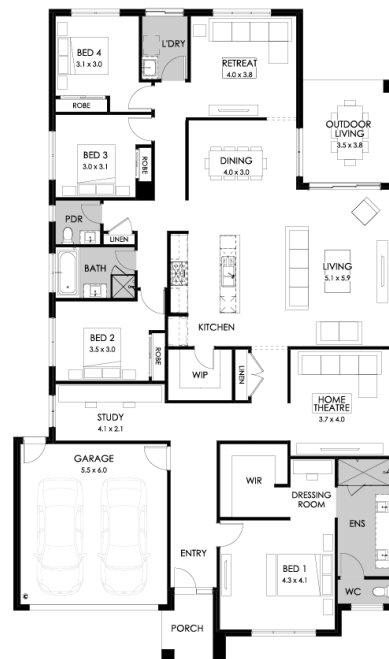 BED 4
3.1 x 3.0
ROBE
L'DRY
RETREAT
4.0 x 3.8
OUTDOOR
LIVING
3.5 x 3.8
BED 3
3.0 x 3.1
ROBE
DINING
4.0 x 3.0
PDR
LINEN
BATH
LIVING
5.1 x 5.9
KITCHEN
BED 2
3.5 x 3.0
ROBE
WIP
LINEN
HOME
THEATRE
3.7 x 4.0
STUDY
4.1 x 2.1
GARAGE
5.5 x 6.0
WIR
DRESSING
ROOM
ENS
ENTRY
BED 1
4.3 x 4.1
WC
PORCH